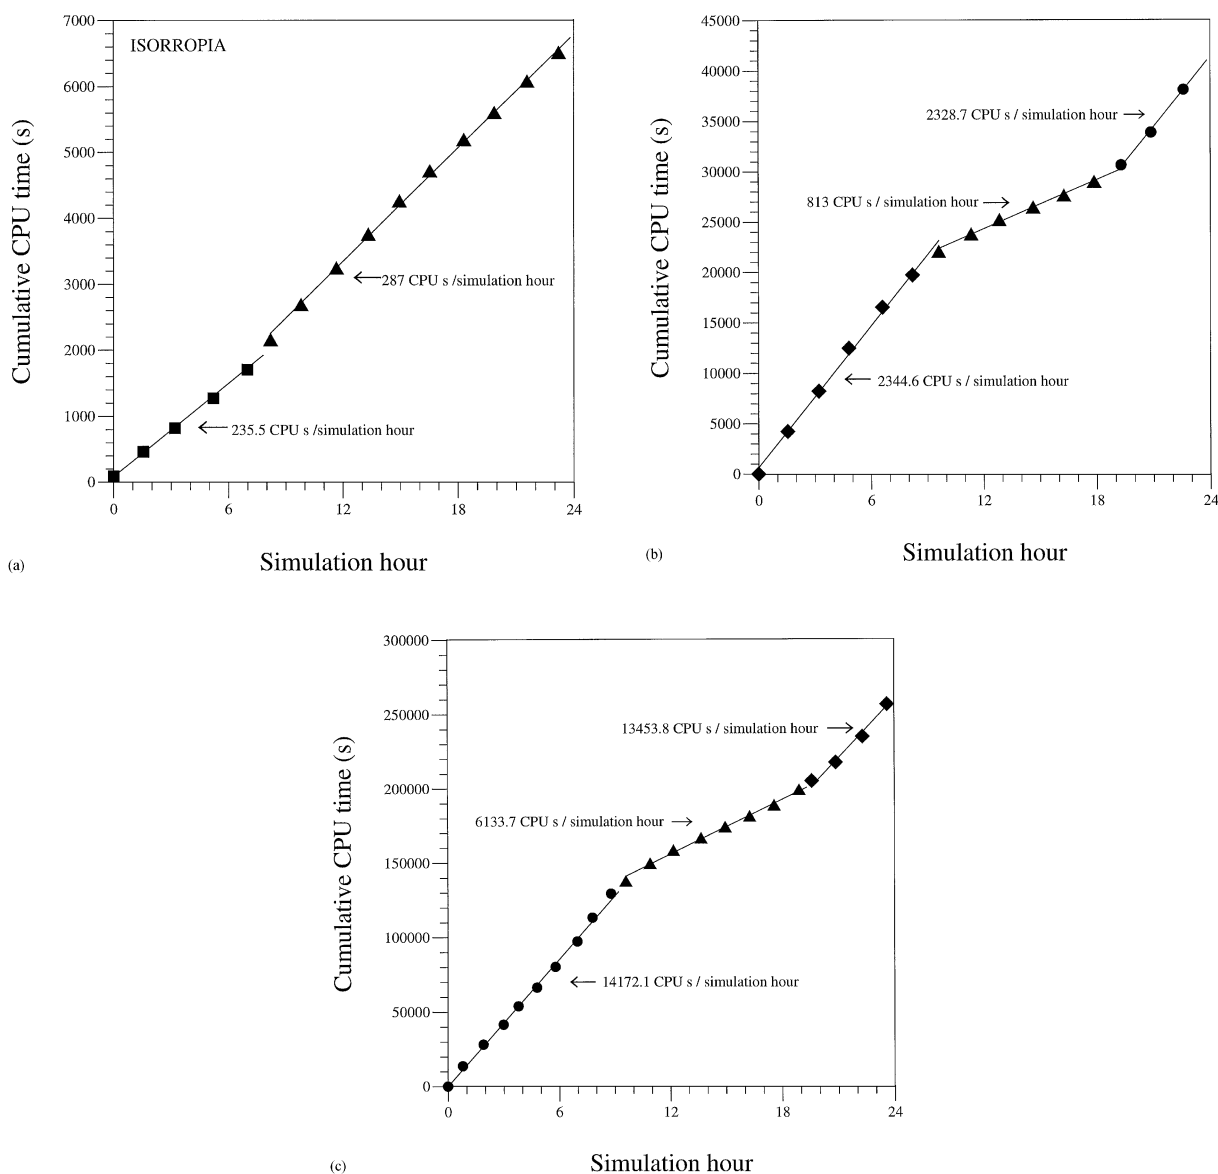 7000
6000
5000
4000
3000
2000
1000
0
ISORROPIA
287 CPU s /simulation hour
235.5 CPU s /simulation hour
0 6 12 18 24
Cumulative CPU time (s)
Simulation hour
(a)
45000
40000
35000
30000
25000
20000
15000
10000
5000
0
2328.7 CPU s / simulation hour
813 CPU s / simulation hour
2344.6 CPU s / simulation hour
0 6 12 18 24
Cumulative CPU time (s)
Simulation hour
(b)
300000
250000
200000
150000
100000
50000
0
13453.8 CPU s / simulation hour
6133.7 CPU s / simulation hour
14172.1 CPU s / simulation hour
0 6 12 18 24
Cumulative CPU time (s)
Simulation hour
(c)